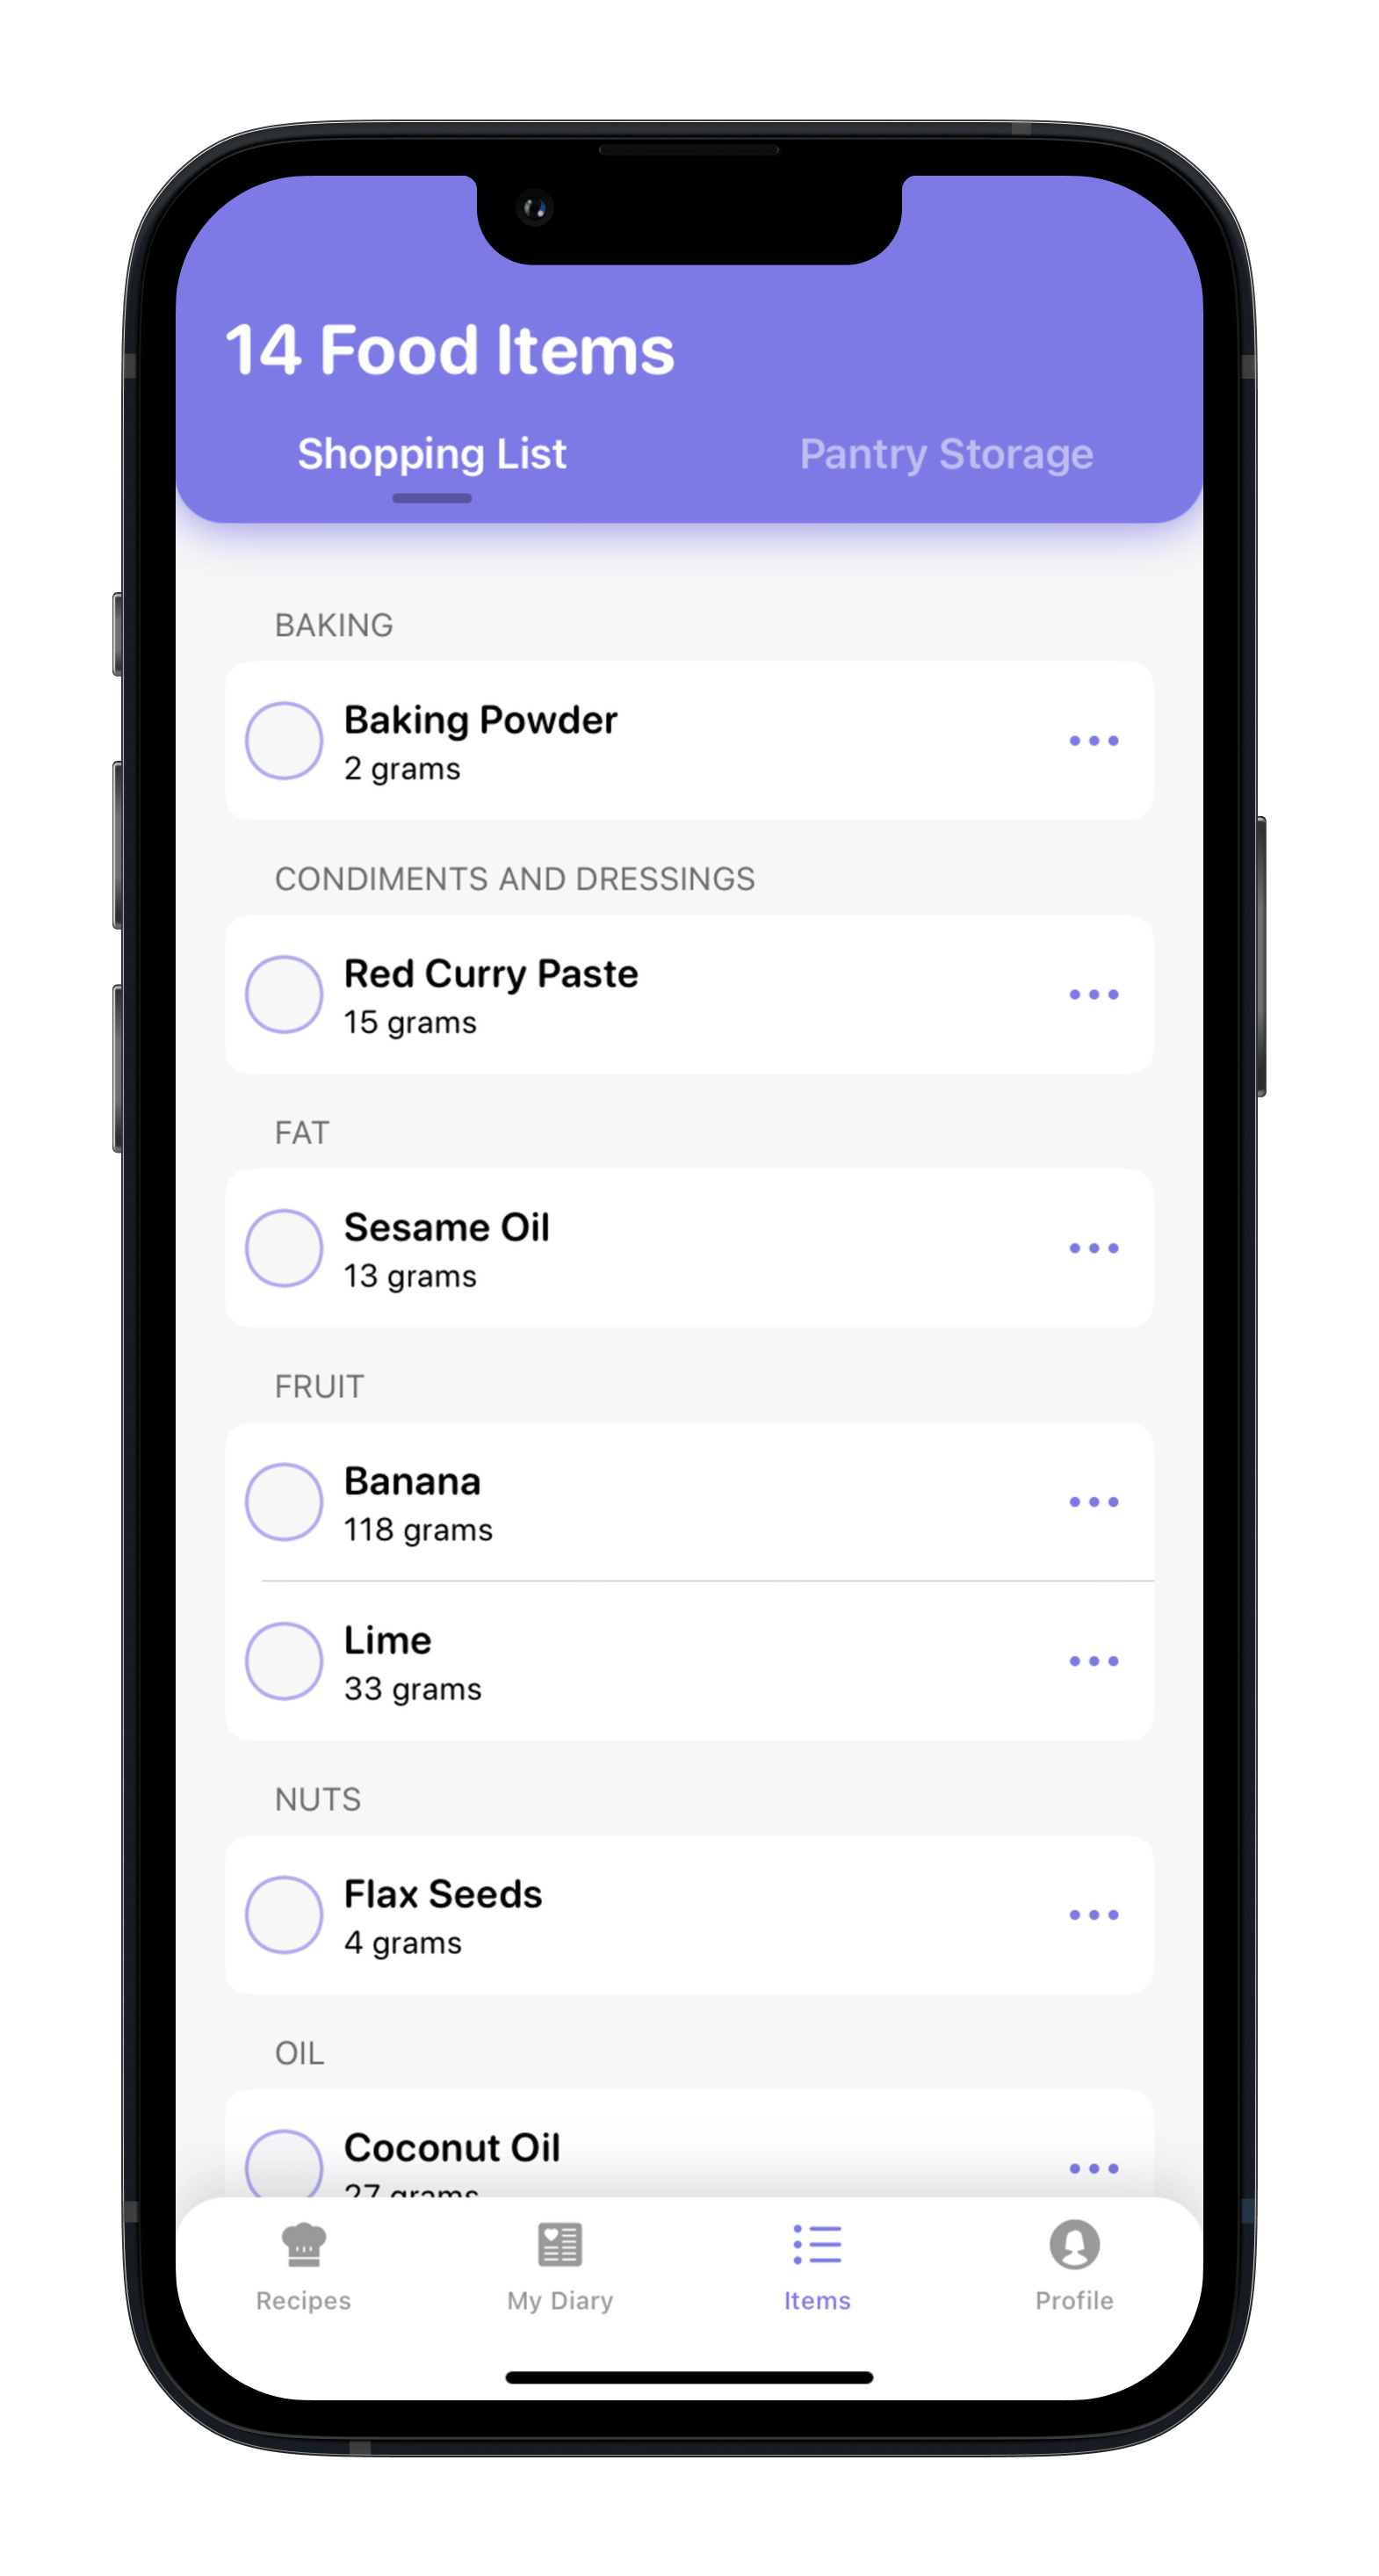 14 Food Items
Shopping List
Pantry Storage
BAKING
Baking Powder
2 grams
CONDIMENTS AND DRESSINGS
Red Curry Paste
15 grams
FAT
Sesame Oil
13 grams
FRUIT
Banana
118 grams
Lime
33 grams
NUTS
Flax Seeds
4 grams
OIL
Coconut Oil
27 grams
Recipes
My Diary
Items
Profile